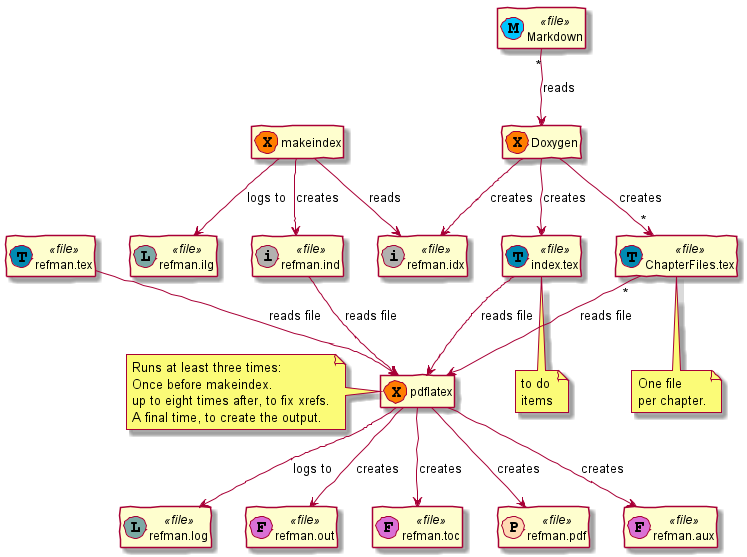 M
«file»
Markdown
*
reads
X
makeindex
X
Doxygen
logs to
creates
reads
creates
creates
creates
*
T
«file»
refman.tex
L
«file»
refman.ilg
i
«file»
refman.ind
i
«file»
refman.idx
T
«file»
index.tex
T
«file»
ChapterFiles.tex
*
reads file
reads file
reads file
reads file
Runs at least three times:
Once before makeindex.
up to eight times after, to fix xrefs.
A final time, to create the output.
X
pdflatex
to do
items
One file
per chapter.
logs to
creates
creates
creates
creates
L
«file»
refman.log
F
«file»
refman.out
F
«file»
refman.toc
P
«file»
refman.pdf
F
«file»
refman.aux